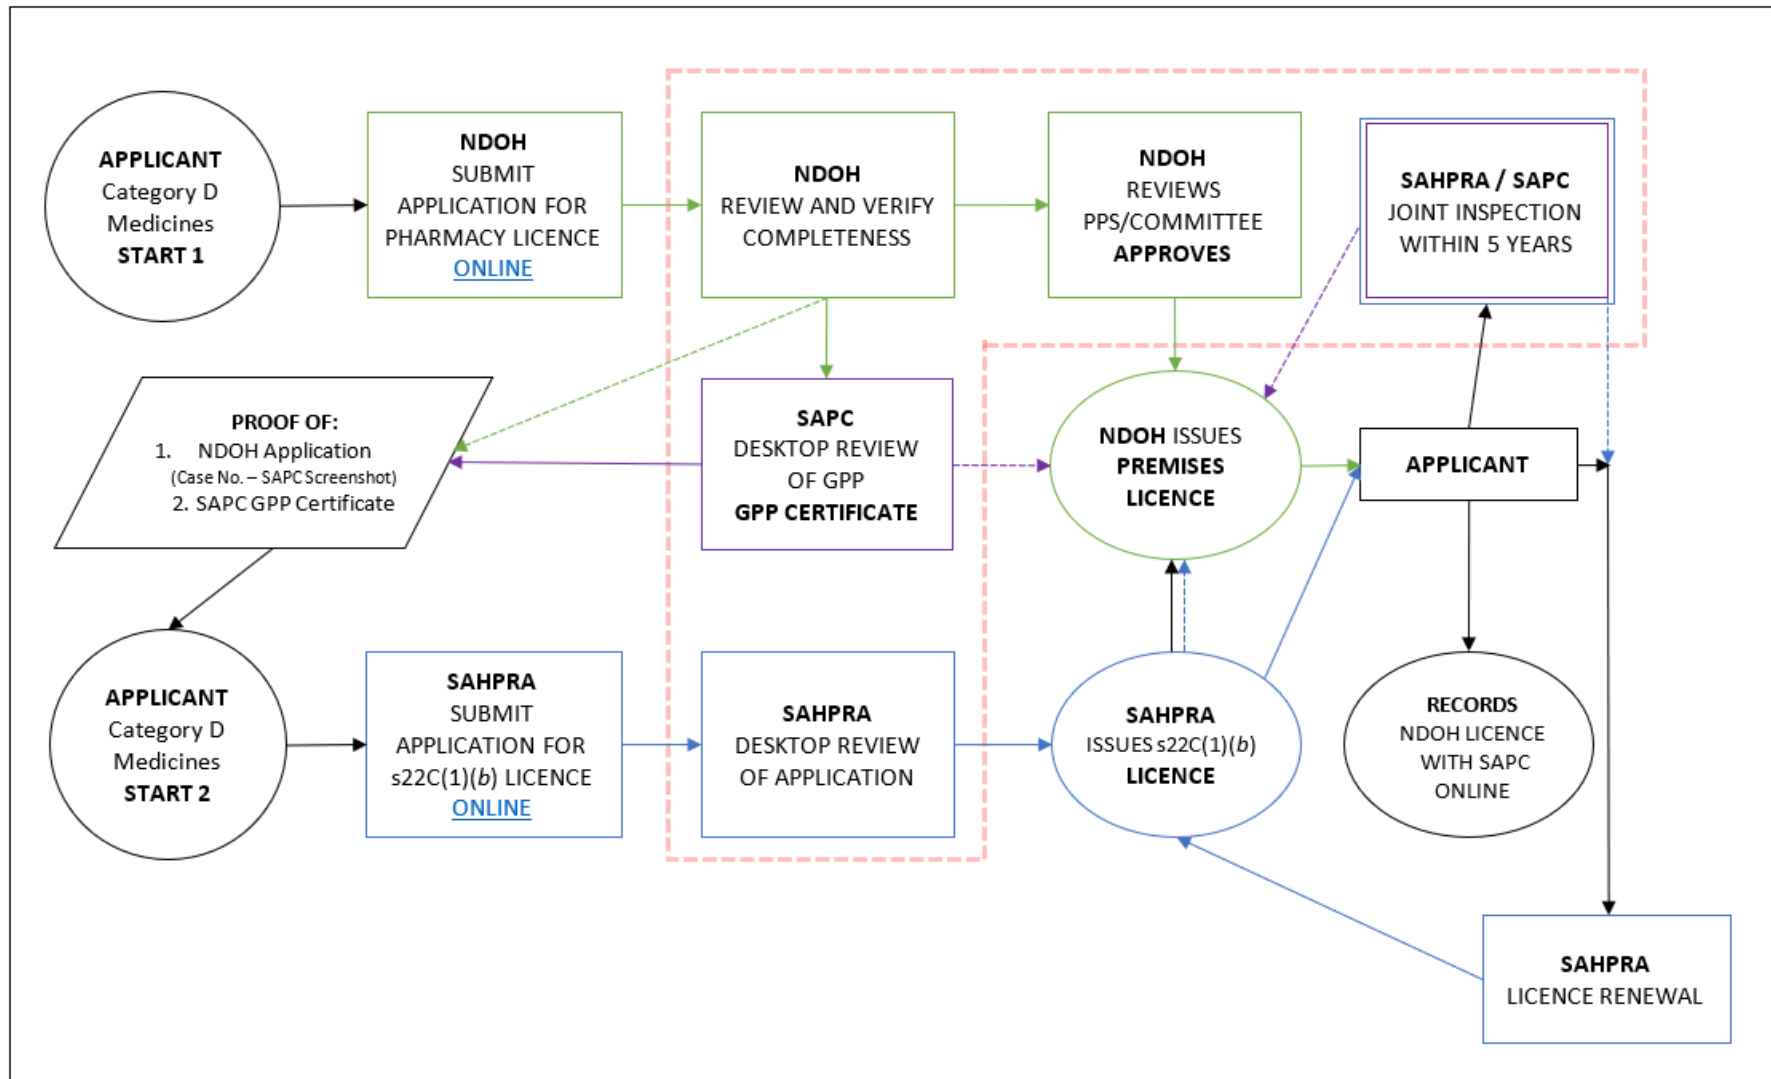 APPLICANT
Category D
Medicines
START 1
NDOH
SUBMIT
APPLICATION FOR
PHARMACY LICENCE
ONLINE
NDOH
REVIEW AND VERIFY
COMPLETENESS
NDOH
REVIEWS
PPS/COMMITTEE
APPROVES
SAHPRA / SAPC
JOINT INSPECTION
WITHIN 5 YEARS
PROOF OF:
1. NDOH Application
(Case No. – SAPC Screenshot)
2. SAPC GPP Certificate
SAPC
DESKTOP REVIEW
OF GPP
GPP CERTIFICATE
NDOH ISSUES
PREMISES
LICENCE
APPLICANT
APPLICANT
Category D
Medicines
START 2
SAHPRA
SUBMIT
APPLICATION FOR
s22C(1)(b) LICENCE
ONLINE
SAHPRA
DESKTOP REVIEW
OF APPLICATION
SAHPRA
ISSUES s22C(1)(b)
LICENCE
RECORDS
NDOH LICENCE
WITH SAPC
ONLINE
SAHPRA
LICENCE RENEWAL